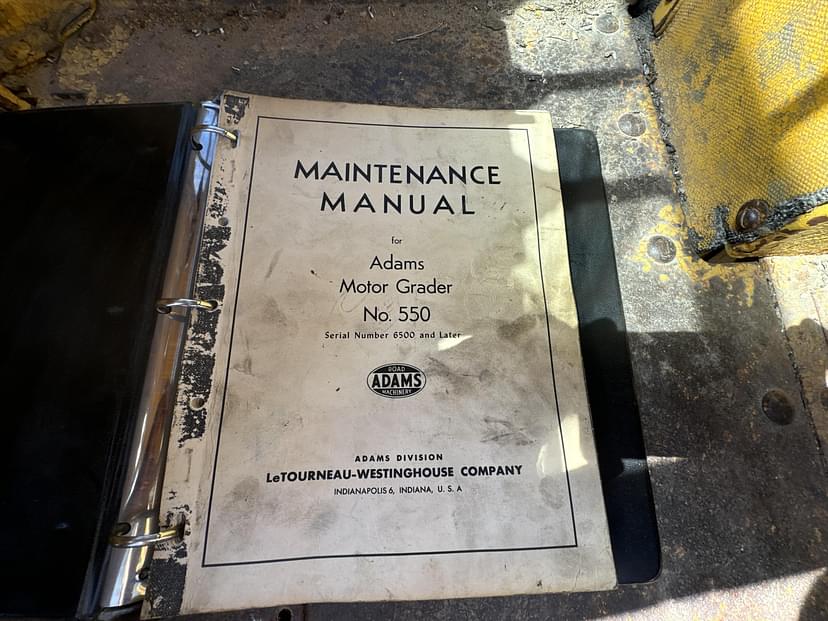 MAINTENANCE
MANUAL
for
Adams
Motor Grader
No. 550
Serial Number 6500 and Later
ROAD
ADAMS
MACHINERY
ADAMS DIVISION
LeTOURNEAU-WESTINGHOUSE COMPANY
INDIANAPOLIS 6, INDIANA, U. S. A